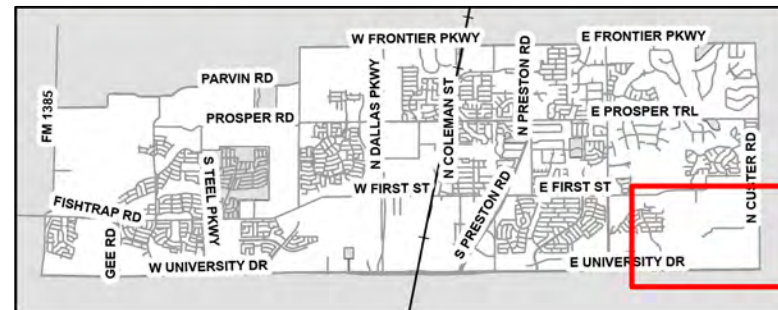 W FRONTIER PKWY
E FRONTIER PKWY
PARVIN RD
FM 1385
PROSPER RD
N DALLAS PKWY
N COLEMAN ST
N PRESTON RD
E PROSPER TRL
S TEEL PKWY
W FIRST ST
E FIRST ST
N CUSTER RD
FISHTRAP RD
GEE RD
S PRESTON RD
W UNIVERSITY DR
E UNIVERSITY DR